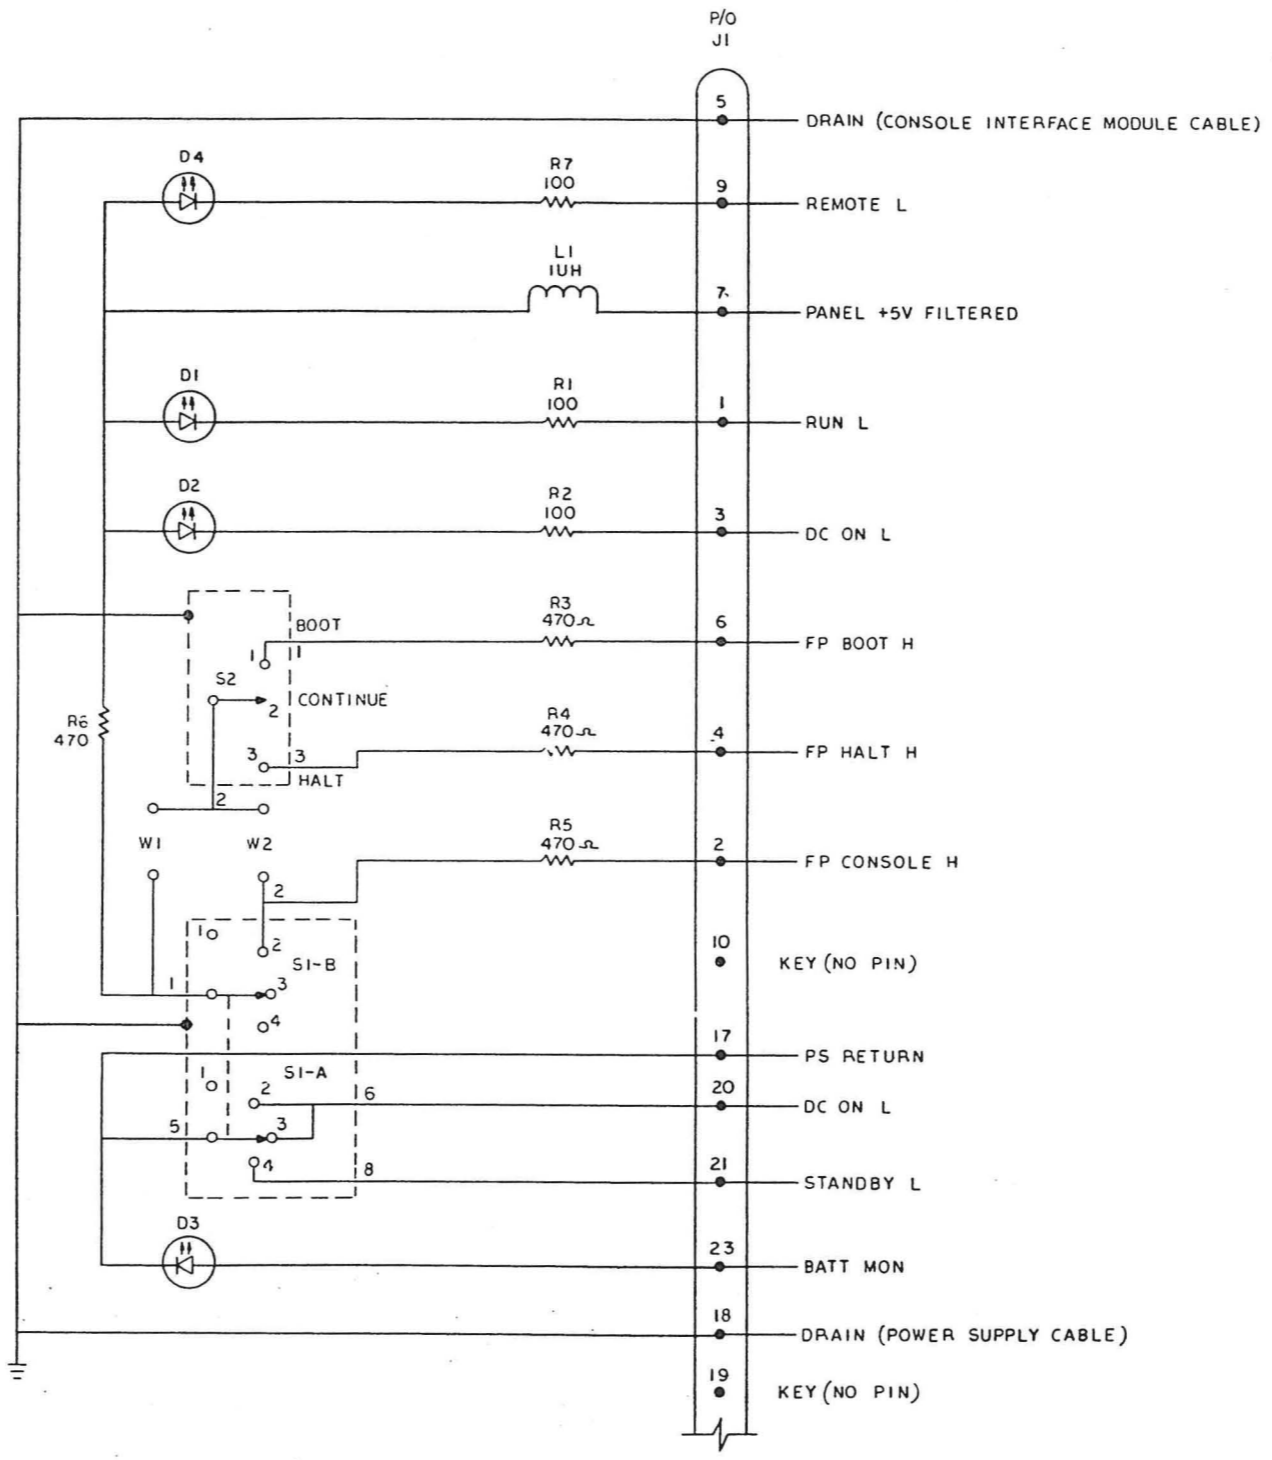 P/O
J1
5
DRAIN (CONSOLE INTERFACE MODULE CABLE)
D4
R7
100
9
REMOTE L
L1
1UH
7
PANEL +5V FILTERED
D1
R1
100
1
RUN L
D2
R2
100
3
DC ON L
BOOT
R3
470Ω
6
FP BOOT H
1
1
S2
CONTINUE
2
R6
470
R4
470Ω
4
FP HALT H
3
3
HALT
2
W1
W2
R5
470Ω
2
FP CONSOLE H
2
1
2
S1-B
10
KEY (NO PIN)
1
3
4
17
PS RETURN
1
S1-A
2
6
20
DC ON L
5
3
4
8
21
STANDBY L
D3
23
BATT MON
18
DRAIN (POWER SUPPLY CABLE)
19
KEY (NO PIN)